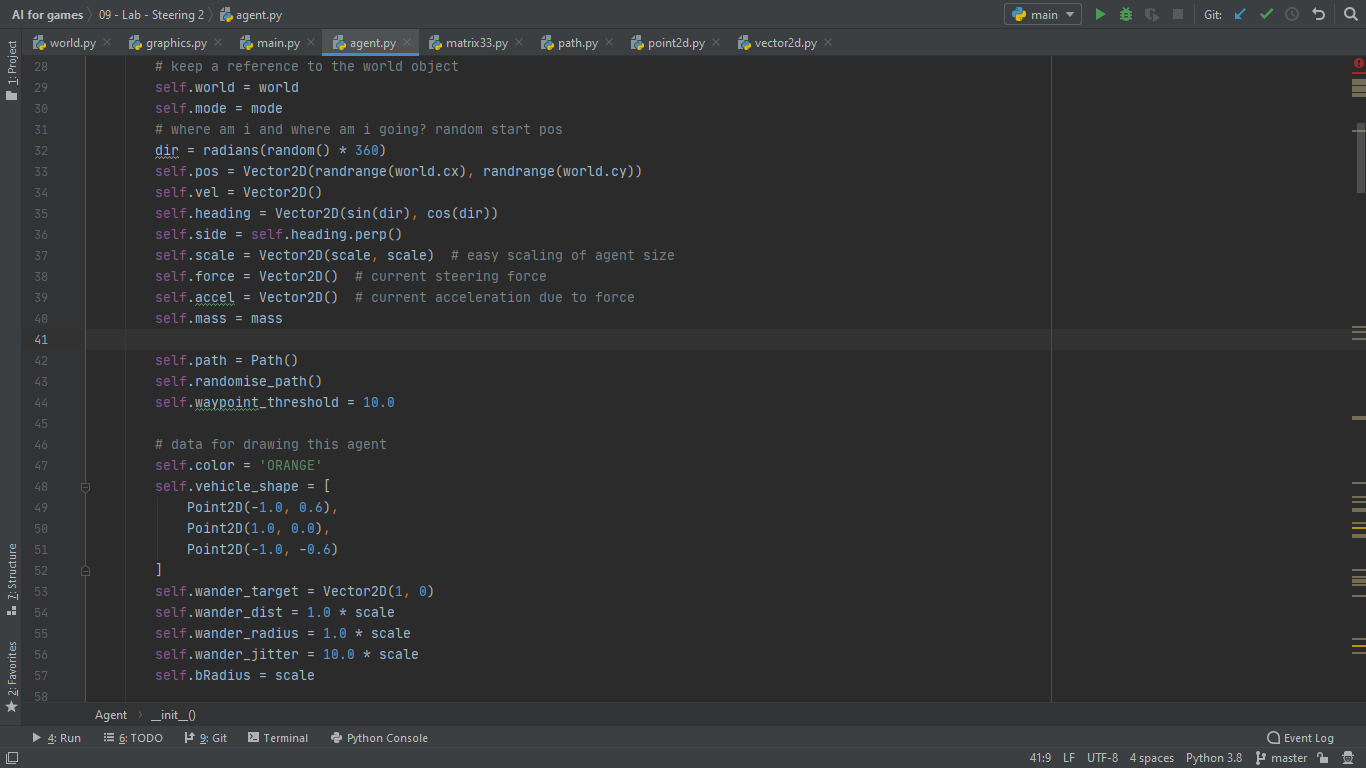 AI for games 09 - Lab - Steering 2 agent.py main Git:
world.py graphics.py main.py agent.py matrix33.py path.py point2d.py vector2d.py
1: Project
7: Structure
2: Favorites
28 # keep a reference to the world object
29 self.world = world
30 self.mode = mode
31 # where am i and where am i going? random start pos
32 dir = radians(random() * 360)
33 self.pos = Vector2D(randrange(world.cx), randrange(world.cy))
34 self.vel = Vector2D()
35 self.heading = Vector2D(sin(dir), cos(dir))
36 self.side = self.heading.perp()
37 self.scale = Vector2D(scale, scale)  # easy scaling of agent size
38 self.force = Vector2D()  # current steering force
39 self.accel = Vector2D()  # current acceleration due to force
40 self.mass = mass
41
42 self.path = Path()
43 self.randomise_path()
44 self.waypoint_threshold = 10.0
45
46 # data for drawing this agent
47 self.color = 'ORANGE'
48 self.vehicle_shape = [
49 Point2D(-1.0, 0.6),
50 Point2D(1.0, 0.0),
51 Point2D(-1.0, -0.6)
52 ]
53 self.wander_target = Vector2D(1, 0)
54 self.wander_dist = 1.0 * scale
55 self.wander_radius = 1.0 * scale
56 self.wander_jitter = 10.0 * scale
57 self.bRadius = scale
58
Agent __init__()
4: Run 6: TODO 9: Git Terminal Python Console Event Log
41:9 LF UTF-8 4 spaces Python 3.8 master